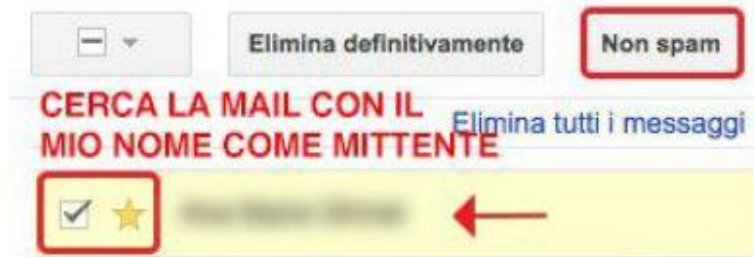 Elimina definitivamente
Non spam
CERCA LA MAIL CON IL
MIO NOME COME MITTENTE
Elimina tutti i messaggi